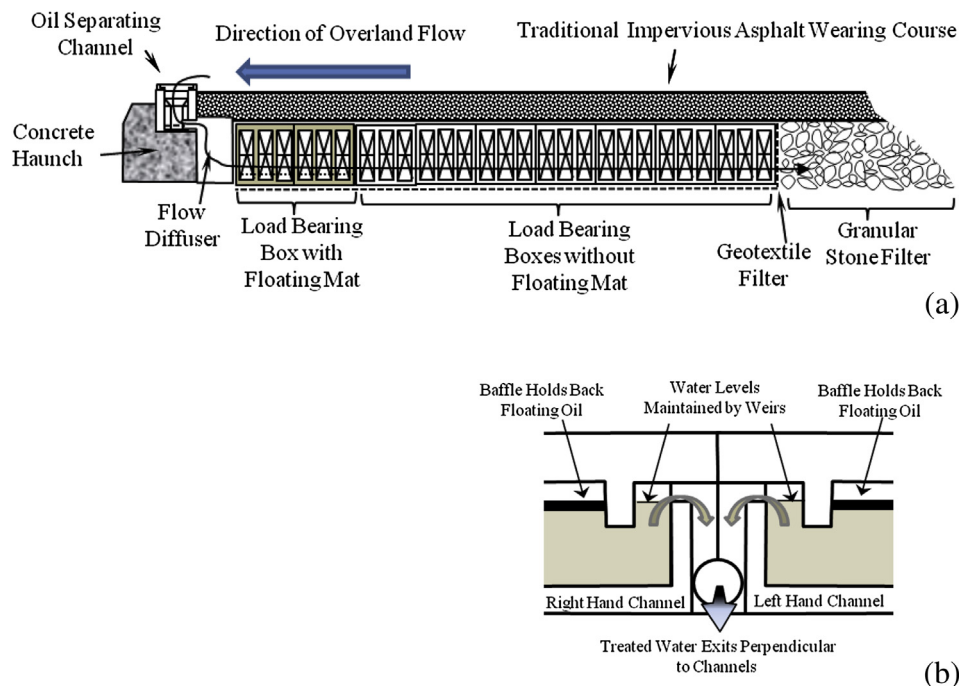 (a)
Oil Separating
Channel
Direction of Overland Flow
Traditional Impervious Asphalt Wearing Course
Concrete
Haunch
Flow
Diffuser
Load Bearing
Box with
Floating Mat
Load Bearing
Boxes without
Floating Mat
Geotextile
Filter
Granular
Stone Filter
Baffle Holds Back
Floating Oil
Water Levels
Maintained by Weirs
Baffle Holds Back
Floating Oil
Right Hand Channel
Left Hand Channel
Treated Water Exits Perpendicular
to Channels
(b)